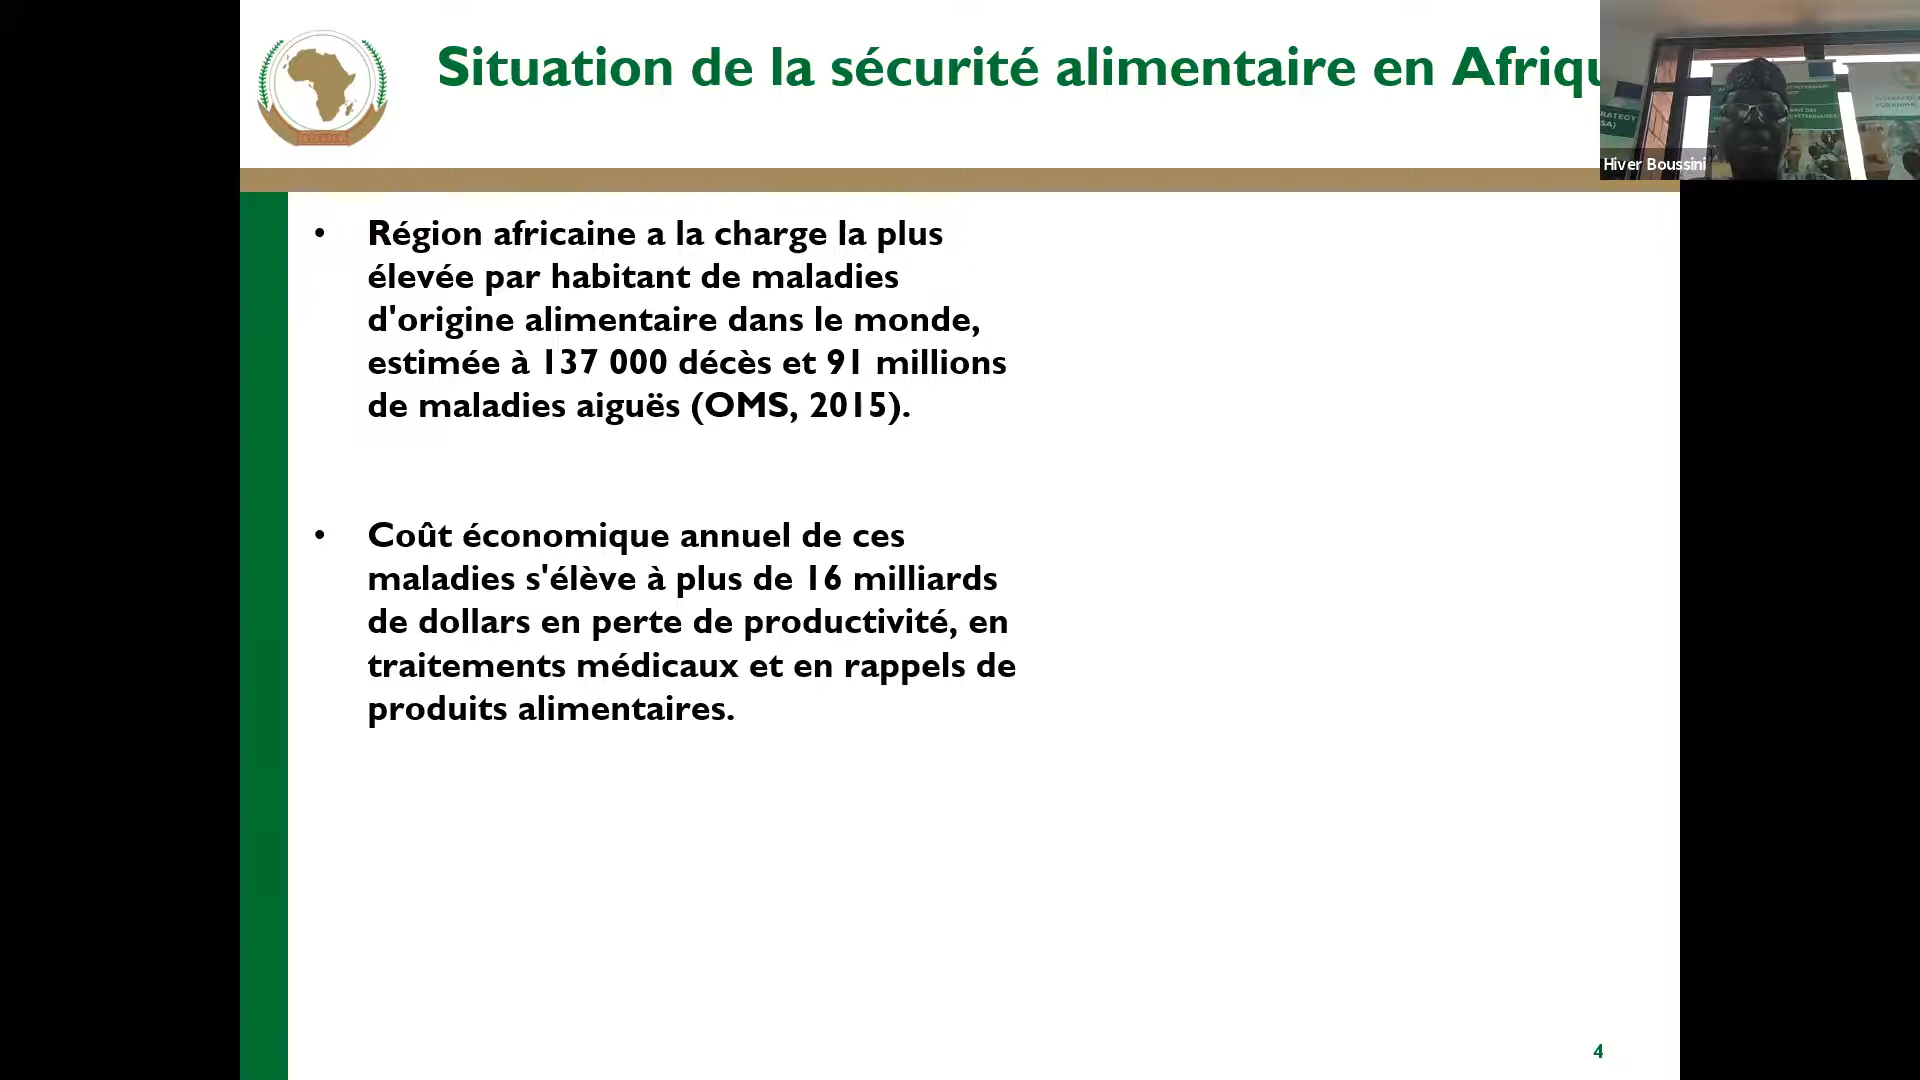 Situation de la sécurité alimentaire en Afriqu
Hiver Boussini
• Région africaine a la charge la plus
élevée par habitant de maladies
d'origine alimentaire dans le monde,
estimée à 137 000 décès et 91 millions
de maladies aiguës (OMS, 2015).
• Coût économique annuel de ces
maladies s'élève à plus de 16 milliards
de dollars en perte de productivité, en
traitements médicaux et en rappels de
produits alimentaires.
4